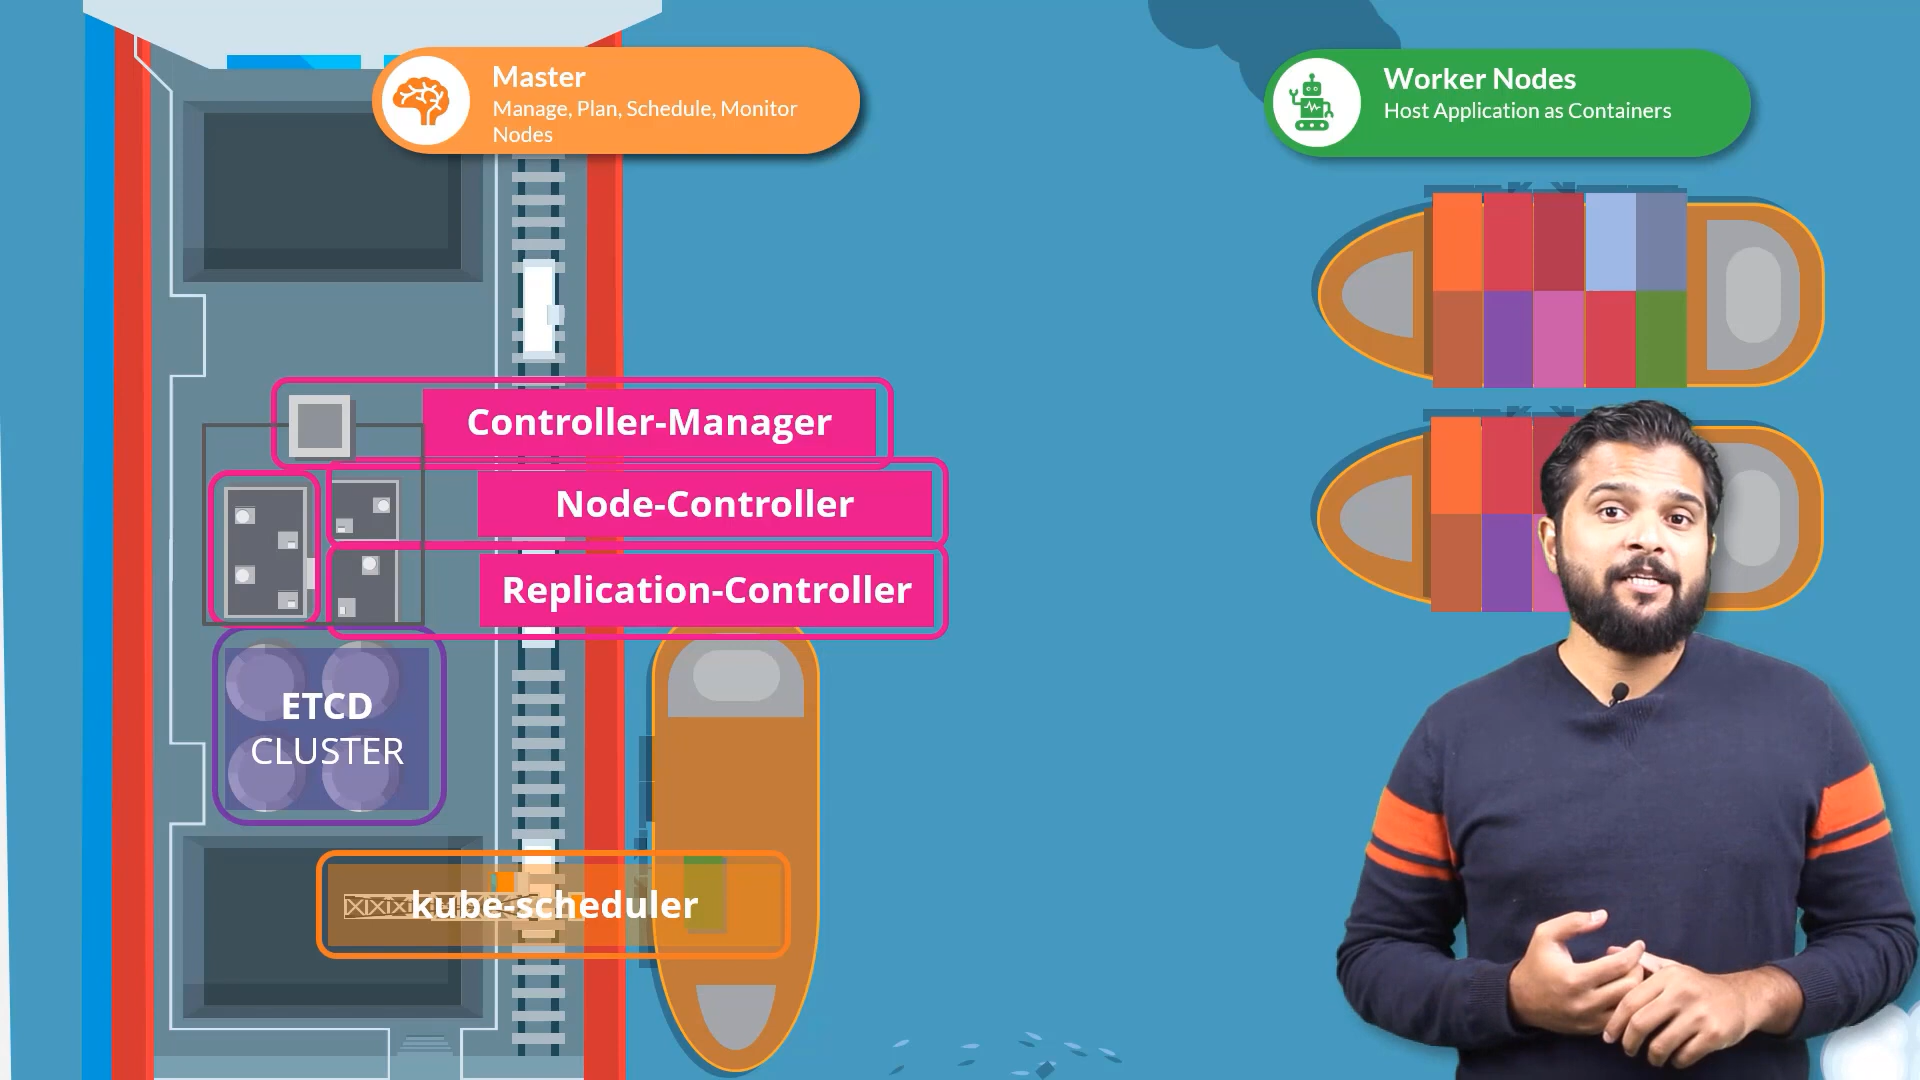 Master
Manage, Plan, Schedule, Monitor
Nodes
Worker Nodes
Host Application as Containers
Controller-Manager
Node-Controller
Replication-Controller
ETCD
CLUSTER
kube-scheduler